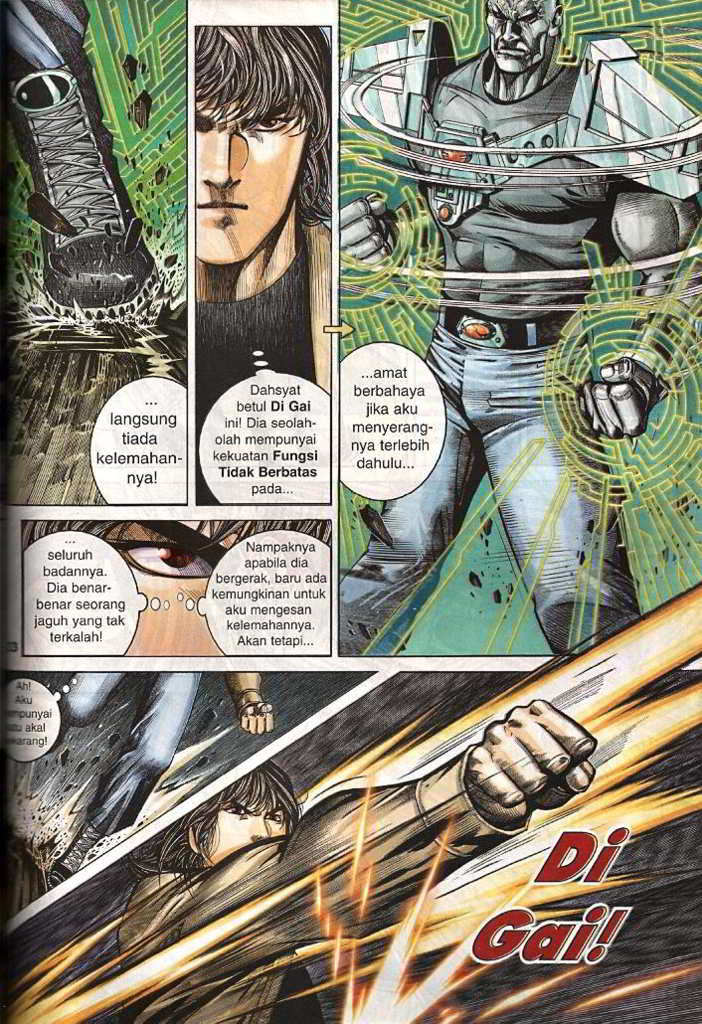 ...
langsung
tiada
kelemahan-
nya!
Dahsyat
betul Di Gai
ini! Dia seolah-
olah mempunyai
kekuatan Fungsi
Tidak Berbatas
pada...
...
seluruh
badannya.
Dia benar-
benar seorang
jaguh yang tak
terkalah!
Nampaknya
apabila dia
bergerak, baru ada
kemungkinan untuk
aku mengesan
kelemahannya.
Akan tetapi...
...amat
berbahaya
jika aku
menyerang-
nya terlebih
dahulu...
Ah!
Aku
akal
Di
Gai!